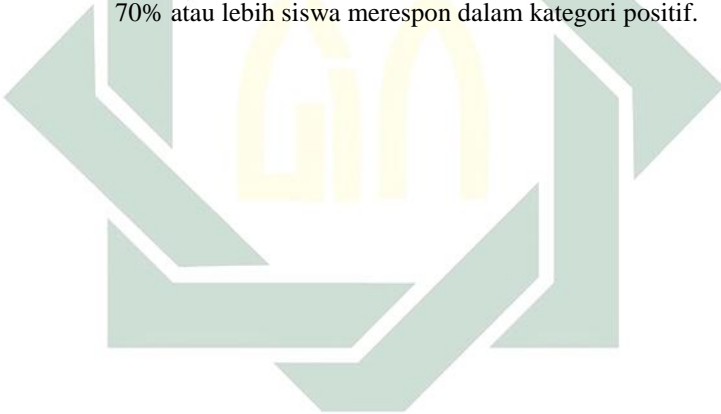 70% atau lebih siswa merespon dalam kategori positif.